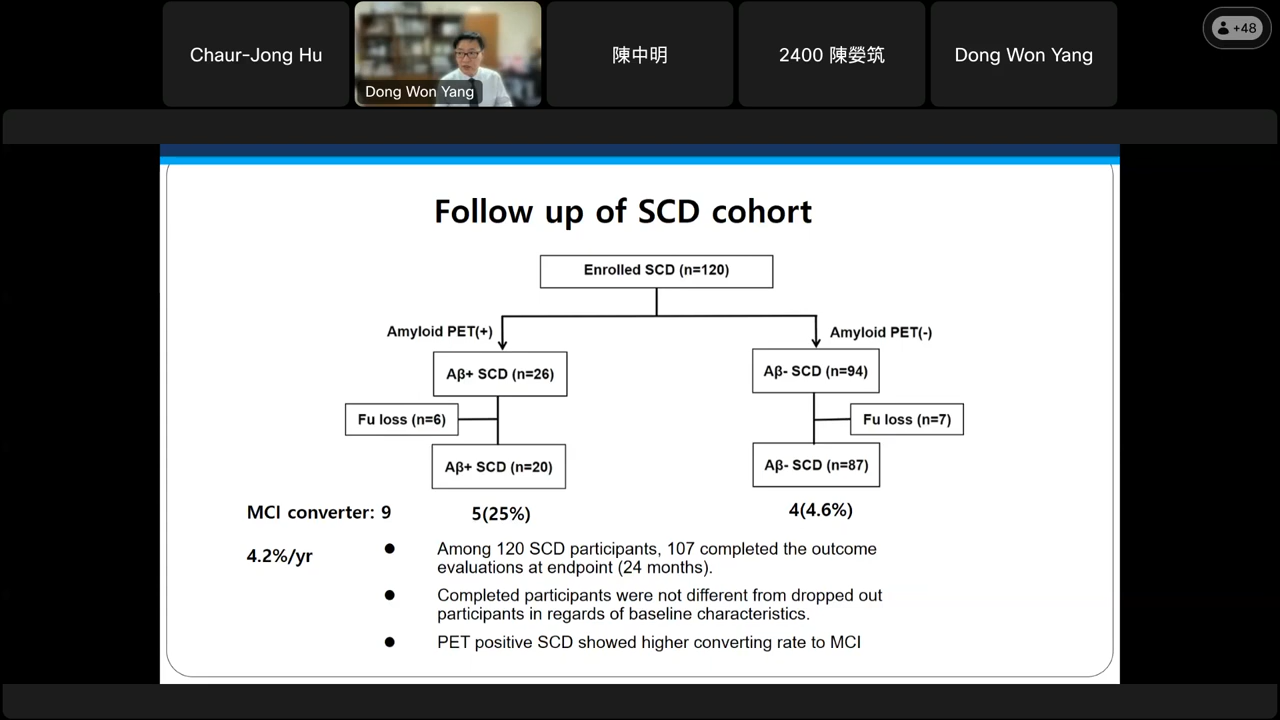 Chaur-Jong Hu
Dong Won Yang
陳中明
2400 陳嫈筑
Dong Won Yang
+48
Follow up of SCD cohort
Enrolled SCD (n=120)
Amyloid PET(+)
Amyloid PET(-)
Aβ+ SCD (n=26)
Aβ- SCD (n=94)
Fu loss (n=6)
Fu loss (n=7)
Aβ+ SCD (n=20)
Aβ- SCD (n=87)
MCI converter: 9
5(25%)
4(4.6%)
4.2%/yr
● Among 120 SCD participants, 107 completed the outcome
evaluations at endpoint (24 months).
● Completed participants were not different from dropped out
participants in regards of baseline characteristics.
● PET positive SCD showed higher converting rate to MCI